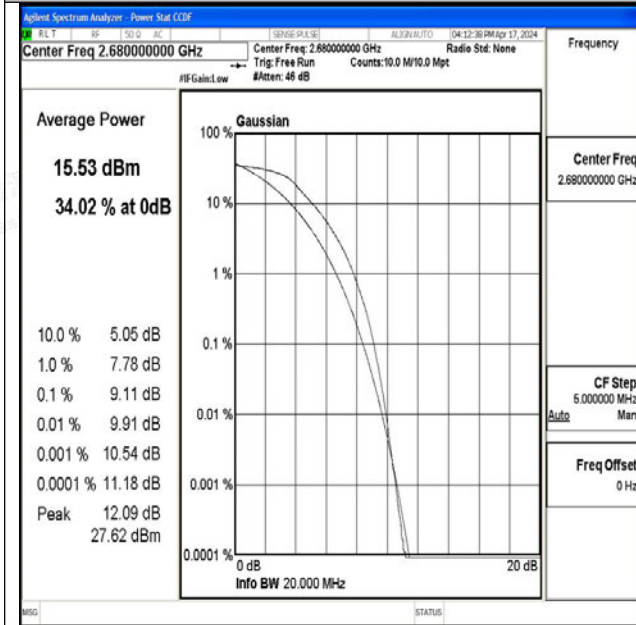 Agilent Spectrum Analyzer - Power Stat CCDF
RL T RF 50 Ω AC SENSE:PULSE ALIGNAUTO 04:12:38 PM Apr 17, 2024
Center Freq 2.680000000 GHz
Center Freq: 2.680000000 GHz Radio Std: None
Trig: Free Run Counts:10.0 M/10.0 Mpt
#IFGain:Low #Atten: 46 dB
Frequency
Average Power
15.53 dBm
34.02 % at 0dB
10.0 % 5.05 dB
1.0 % 7.78 dB
0.1 % 9.11 dB
0.01 % 9.91 dB
0.001 % 10.54 dB
0.0001 % 11.18 dB
Peak 12.09 dB
27.62 dBm
Gaussian
100 %
10 %
1 %
0.1 %
0.01 %
0.001 %
0.0001 %
0 dB 20 dB
Info BW 20.000 MHz
Center Freq
2.680000000 GHz
CF Step
5.000000 MHz
Auto Man
Freq Offset
0 Hz
MSG STATUS